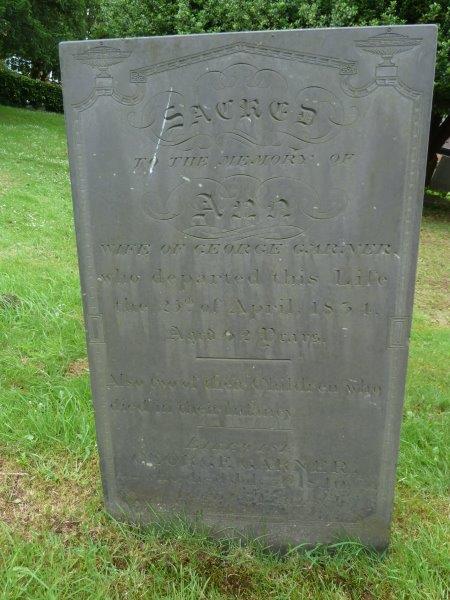 SACRED
TO THE MEMORY OF
Ann
WIFE OF GEORGE GARNER,
who departed this Life
the 25th of April, 1834,
Aged 62 Years.
Also two of their Children who
died in their Infancy.
GEORGE GARNER,